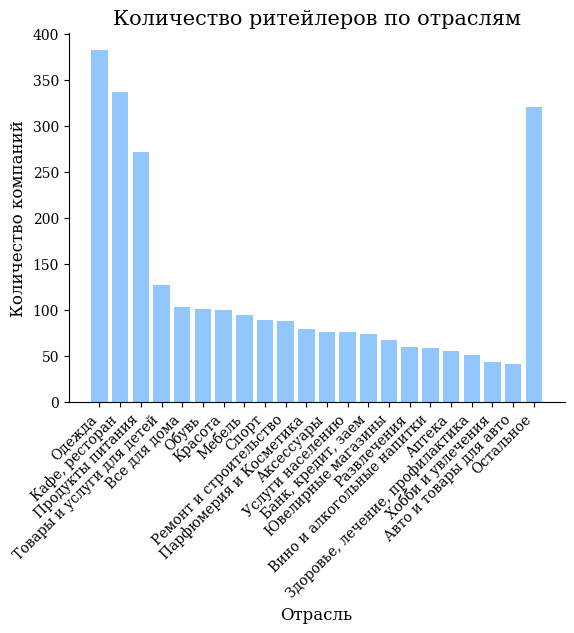 Количество ритейлеров по отраслям
Количество компаний
400
350
300
250
200
150
100
50
0
Одежда
Кафе, ресторан
Продукты питания
Товары и услуги для детей
Все для дома
Обувь
Красота
Мебель
Спорт
Ремонт и строительство
Парфюмерия и Косметика
Аксессуары
Услуги населению
Банк, кредит, заем
Ювелирные магазины
Развлечения
Вино и алкогольные напитки
Аптека
Здоровье, лечение, профилактика
Хобби и увлечения
Авто и товары для авто
Остальное
Отрасль